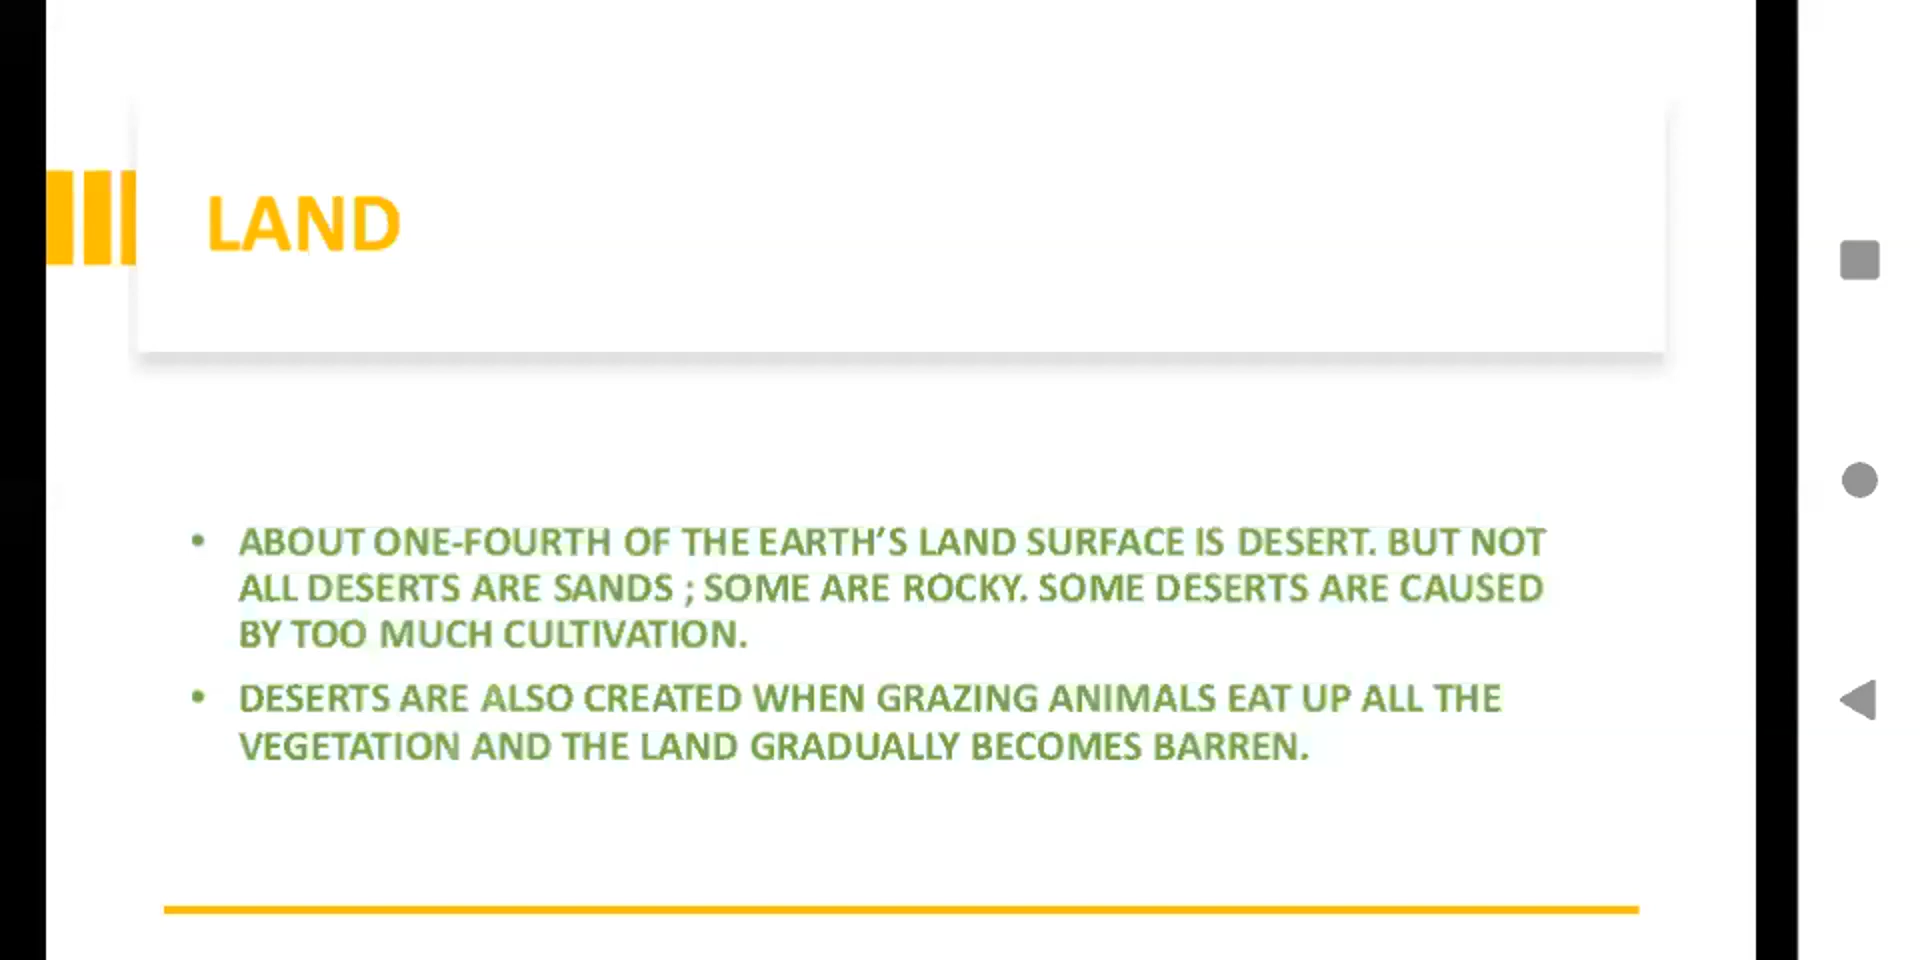 LAND
• ABOUT ONE-FOURTH OF THE EARTH’S LAND SURFACE IS DESERT. BUT NOT
ALL DESERTS ARE SANDS ; SOME ARE ROCKY. SOME DESERTS ARE CAUSED
BY TOO MUCH CULTIVATION.
• DESERTS ARE ALSO CREATED WHEN GRAZING ANIMALS EAT UP ALL THE
VEGETATION AND THE LAND GRADUALLY BECOMES BARREN.